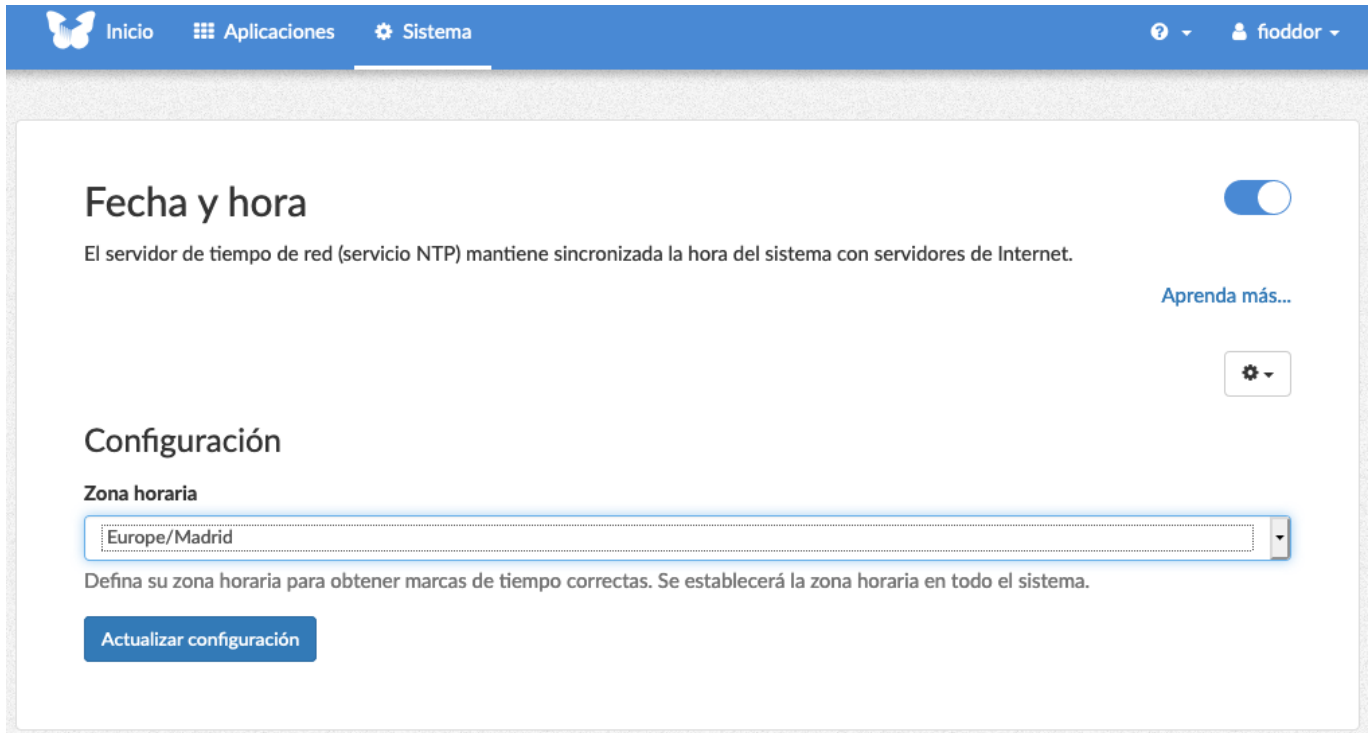 Inicio Aplicaciones Sistema fioddor
Fecha y hora
El servidor de tiempo de red (servicio NTP) mantiene sincronizada la hora del sistema con servidores de Internet.
Aprenda más...
Configuración
Zona horaria
Europe/Madrid
Defina su zona horaria para obtener marcas de tiempo correctas. Se establecerá la zona horaria en todo el sistema.
Actualizar configuración